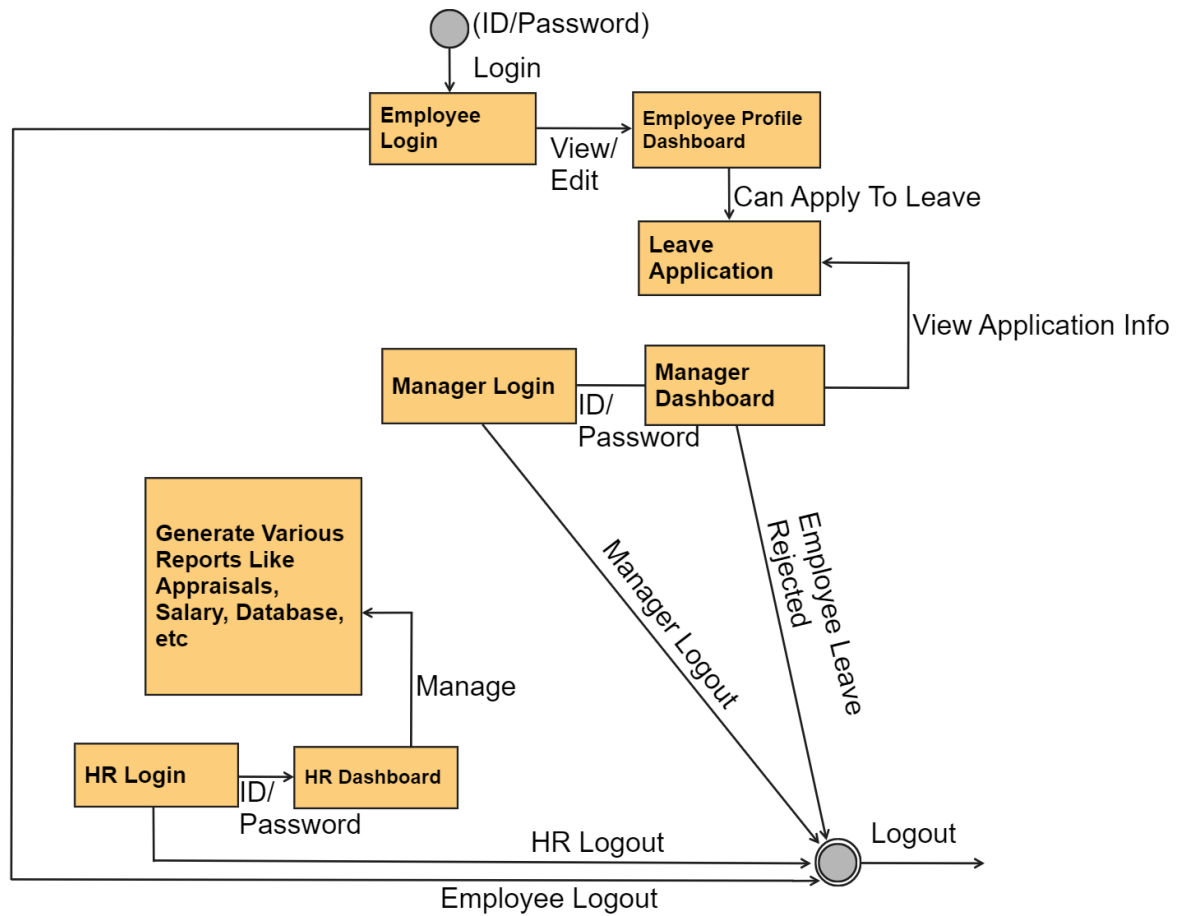 (ID/Password)
Login
Employee
Login
View/
Edit
Employee Profile
Dashboard
Can Apply To Leave
Leave
Application
View Application Info
Manager Login
ID/
Password
Manager
Dashboard
Generate Various
Reports Like
Appraisals,
Salary, Database,
etc
Manager Logout
Employee Leave
Rejected
Manage
HR Login
ID/
Password
HR Dashboard
HR Logout
Logout
Employee Logout